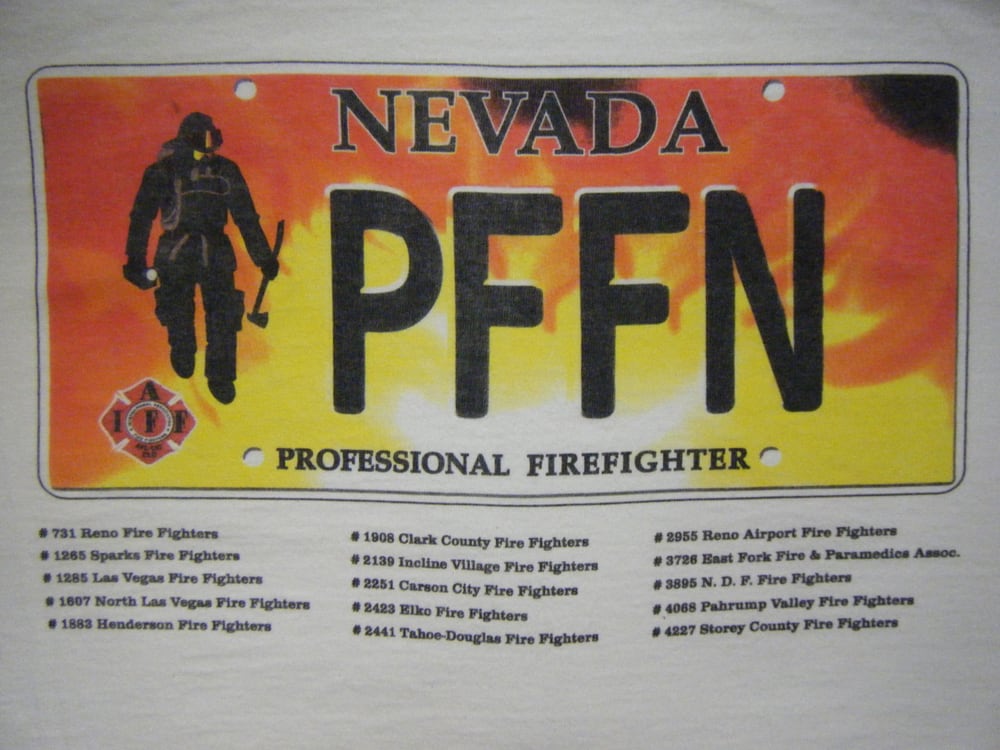 NEVADA
PFFN
A
I F F
PROFESSIONAL FIREFIGHTER
# 731 Reno Fire Fighters
# 1265 Sparks Fire Fighters
# 1285 Las Vegas Fire Fighters
# 1607 North Las Vegas Fire Fighters
# 1883 Henderson Fire Fighters
# 1908 Clark County Fire Fighters
# 2139 Incline Village Fire Fighters
# 2251 Carson City Fire Fighters
# 2423 Elko Fire Fighters
# 2441 Tahoe-Douglas Fire Fighters
# 2955 Reno Airport Fire Fighters
# 3726 East Fork Fire & Paramedics Assoc.
# 3895 N. D. F. Fire Fighters
# 4068 Pahrump Valley Fire Fighters
# 4227 Storey County Fire Fighters